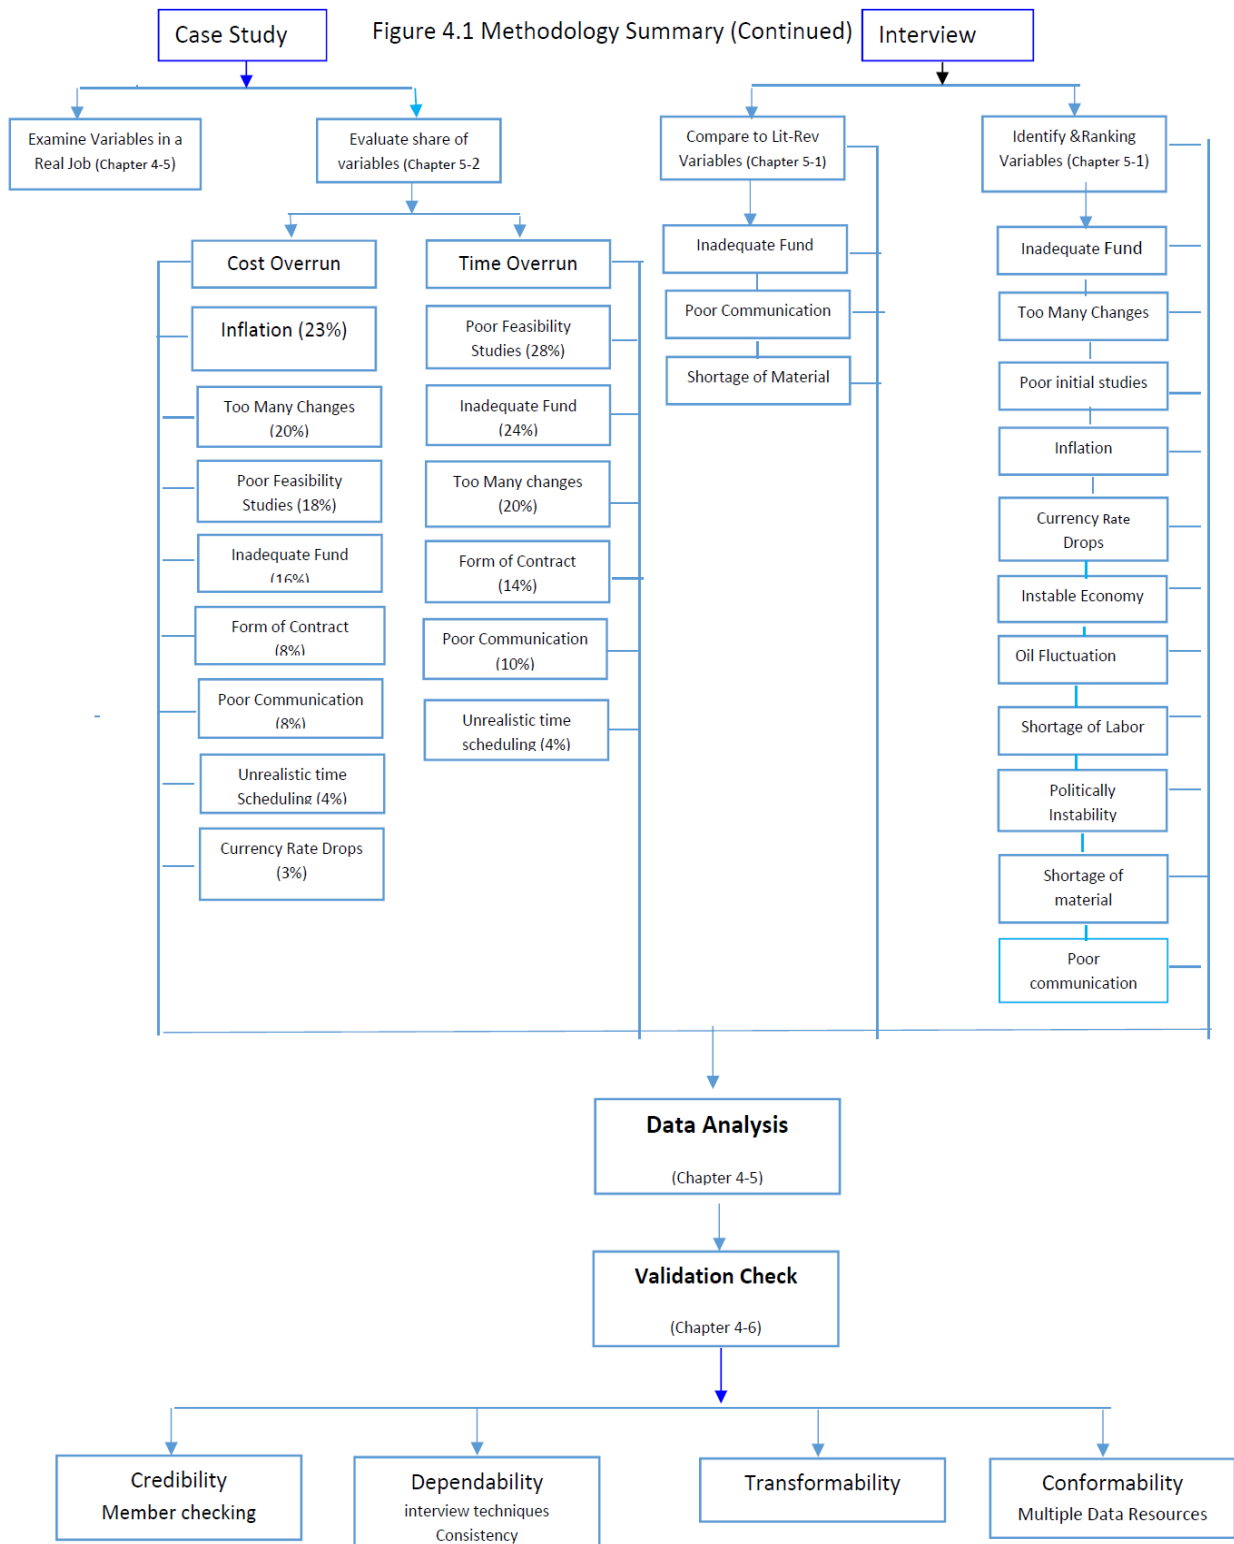 Case Study
Figure 4.1 Methodology Summary (Continued)
Interview
Examine Variables in a
Real Job (Chapter 4-5)
Evaluate share of
variables (Chapter 5-2
Compare to Lit-Rev
Variables (Chapter 5-1)
Identify &Ranking
Variables (Chapter 5-1)
Cost Overrun
Inflation (23%)
Too Many Changes
(20%)
Poor Feasibility
Studies (18%)
Inadequate Fund
(16%)
Form of Contract
(8%)
Poor Communication
(8%)
Unrealistic time
Scheduling (4%)
Currency Rate Drops
(3%)
Time Overrun
Poor Feasibility
Studies (28%)
Inadequate Fund
(24%)
Too Many changes
(20%)
Form of Contract
(14%)
Poor Communication
(10%)
Unrealistic time
scheduling (4%)
Inadequate Fund
Poor Communication
Shortage of Material
Inadequate Fund
Too Many Changes
Poor initial studies
Inflation
Currency Rate
Drops
Instable Economy
Oil Fluctuation
Shortage of Labor
Politically
Instability
Shortage of
material
Poor
communication
Data Analysis
(Chapter 4-5)
Validation Check
(Chapter 4-6)
Credibility
Member checking
Dependability
interview techniques
Consistency
Transformability
Conformability
Multiple Data Resources